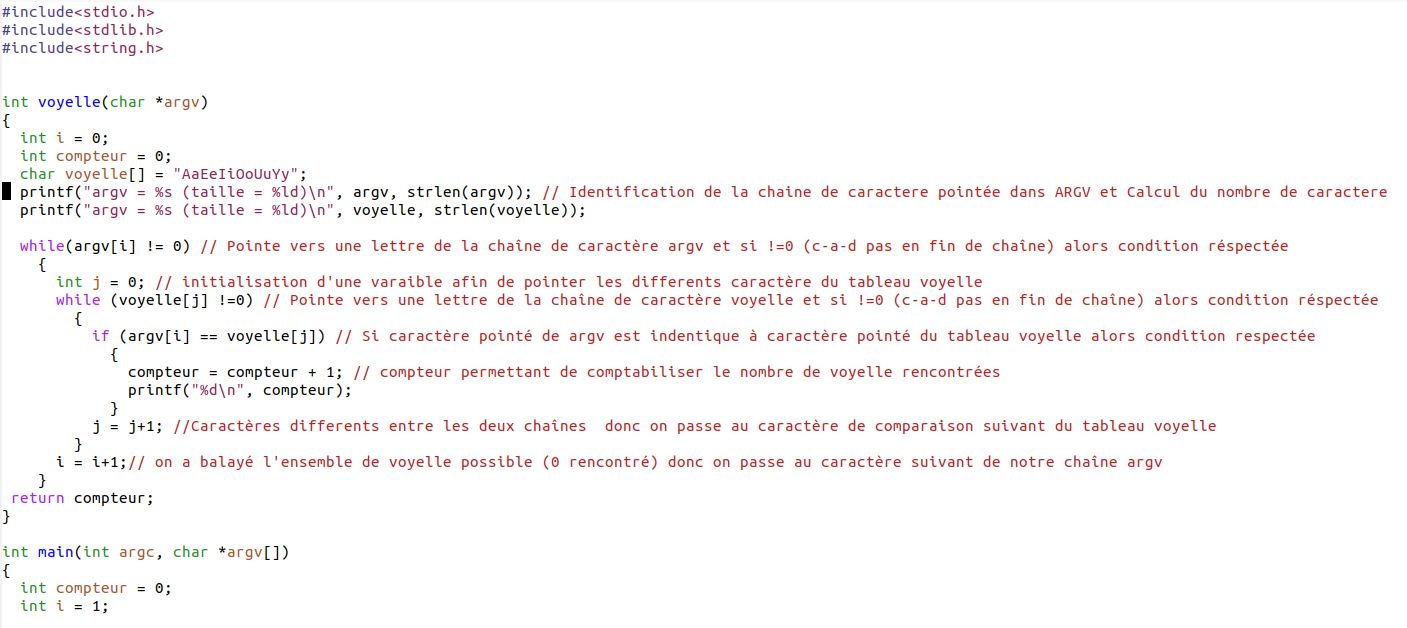 #include<stdio.h>
#include<stdlib.h>
#include<string.h>
int voyelle(char *argv)
{
int i = 0;
int compteur = 0;
char voyelle[] = "AaEeIiOoUuYy";
printf("argv = %s (taille = %ld)\n", argv, strlen(argv)); // Identification de la chaine de caractere pointée dans ARGV et Calcul du nombre de caractere
printf("argv = %s (taille = %ld)\n", voyelle, strlen(voyelle));
while(argv[i] != 0) // Pointe vers une lettre de la chaîne de caractère argv et si !=0 (c-a-d pas en fin de chaîne) alors condition réspectée
{
int j = 0; // initialisation d'une varaible afin de pointer les differents caractère du tableau voyelle
while (voyelle[j] !=0) // Pointe vers une lettre de la chaîne de caractère voyelle et si !=0 (c-a-d pas en fin de chaîne) alors condition réspectée
{
if (argv[i] == voyelle[j]) // Si caractère pointé de argv est indentique à caractère pointé du tableau voyelle alors condition respectée
{
compteur = compteur + 1; // compteur permettant de comptabiliser le nombre de voyelle rencontrées
printf("%d\n", compteur);
}
j = j+1; //Caractères differents entre les deux chaînes  donc on passe au caractère de comparaison suivant du tableau voyelle
}
i = i+1;// on a balayé l'ensemble de voyelle possible (0 rencontré) donc on passe au caractère suivant de notre chaîne argv
}
return compteur;
}
int main(int argc, char *argv[])
{
int compteur = 0;
int i = 1;